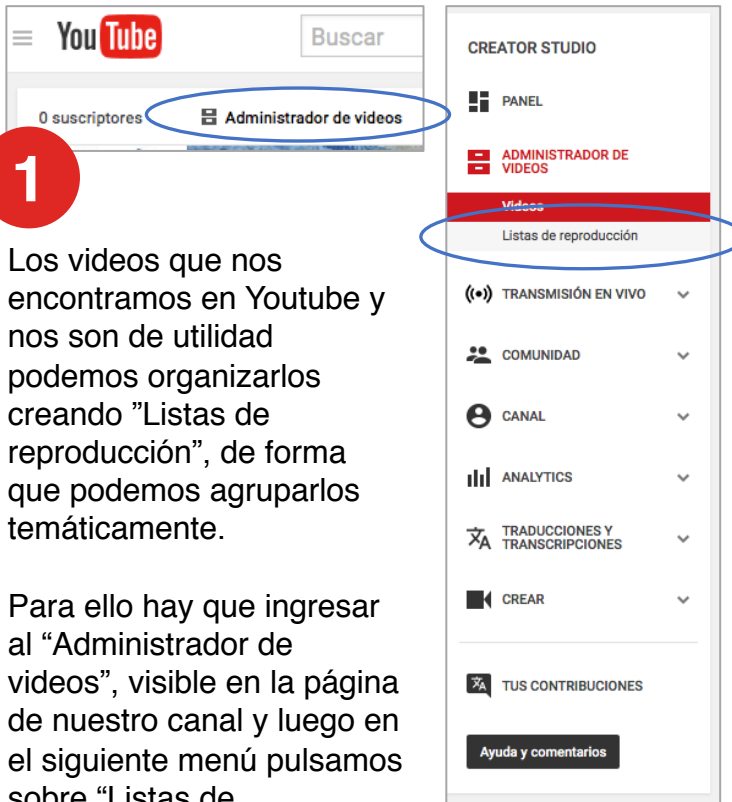 YouTube
Buscar
0 suscriptores
Administrador de videos
1
Los videos que nos
encontramos en Youtube y
nos son de utilidad
podemos organizarlos
creando ”Listas de
reproducción”, de forma
que podemos agruparlos
temáticamente.
Para ello hay que ingresar
al “Administrador de
videos”, visible en la página
de nuestro canal y luego en
el siguiente menú pulsamos
sobre “Listas de
CREATOR STUDIO
PANEL
ADMINISTRADOR DE
VIDEOS
Videos
Listas de reproducción
TRANSMISIÓN EN VIVO
COMUNIDAD
CANAL
ANALYTICS
TRADUCCIONES Y
TRANSCRIPCIONES
CREAR
TUS CONTRIBUCIONES
Ayuda y comentarios